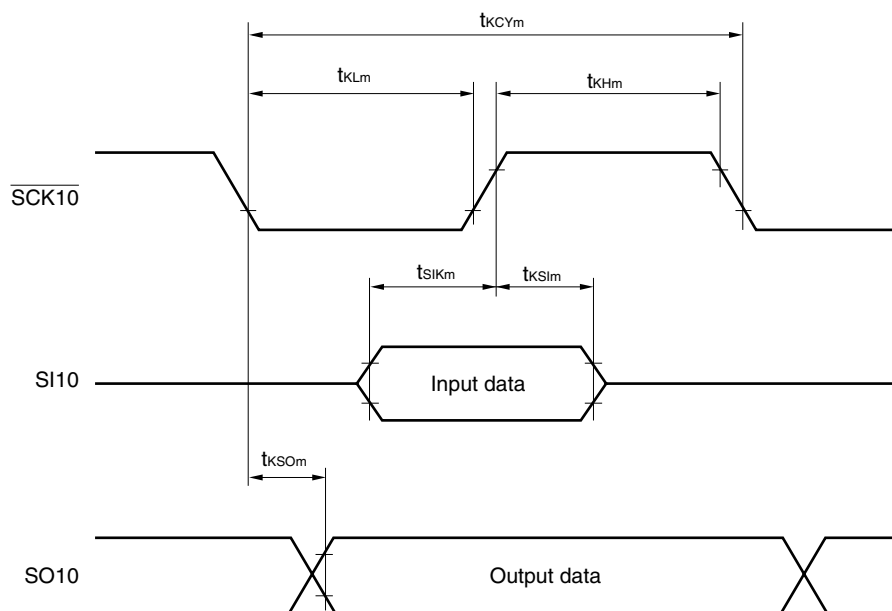 tKCYm
tKLm
tKHm
SCK10
tSIKm
tKSIm
SI10
Input data
tKSOm
SO10
Output data